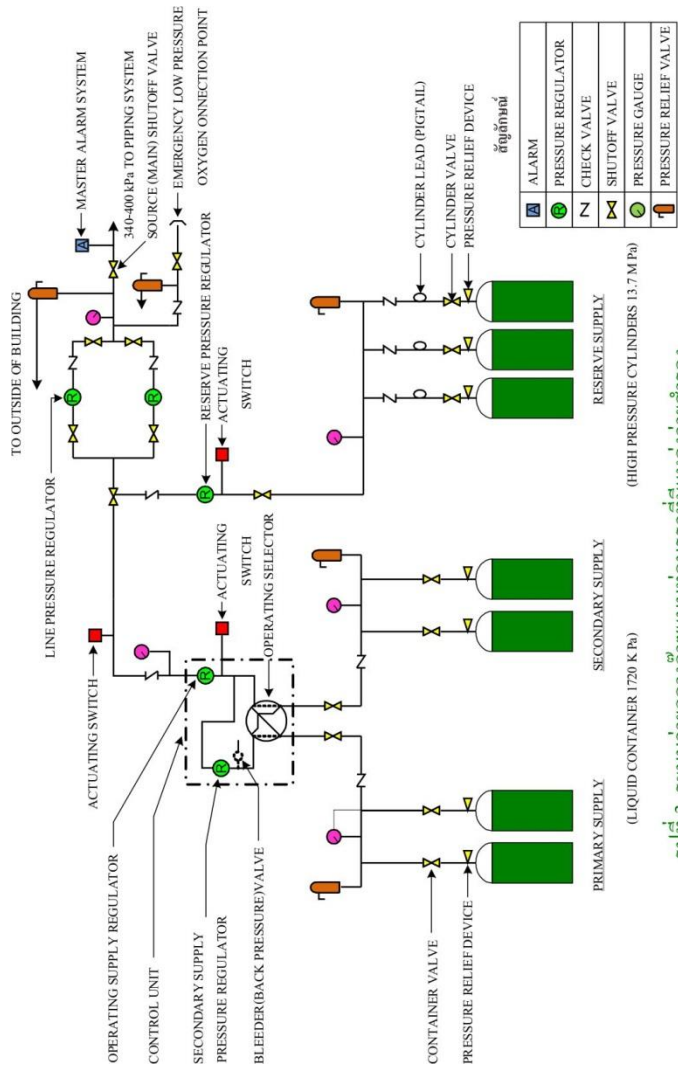 TO OUTSIDE OF BUILDING
MASTER ALARM SYSTEM
A
340-400 kPa TO PIPING SYSTEM
SOURCE (MAIN) SHUTOFF VALVE
EMERGENCY LOW PRESSURE
OXYGEN ONNECTION POINT
LINE PRESSURE REGULATOR
R
R
ACTUATING SWITCH
RESERVE PRESSURE REGULATOR
R
ACTUATING
SWITCH
OPERATING SUPPLY REGULATOR
CONTROL UNIT
SECONDARY SUPPLY
PRESSURE REGULATOR
BLEEDER(BACK PRESSURE)VALVE
R
R
ACTUATING
SWITCH
OPERATING SELECTOR
CYLINDER LEAD (PIGTAIL)
CYLINDER VALVE
PRESSURE RELIEF DEVICE
CONTAINER VALVE
PRESSURE RELIEF DEVICE
PRIMARY SUPPLY
SECONDARY SUPPLY
RESERVE SUPPLY
(LIQUID CONTAINER 1720 K Pa)
(HIGH PRESSURE CYLINDERS 13.7 M Pa)
สัญลักษณ์
A ALARM
R PRESSURE REGULATOR
CHECK VALVE
SHUTOFF VALVE
PRESSURE GAUGE
PRESSURE RELIEF VALVE